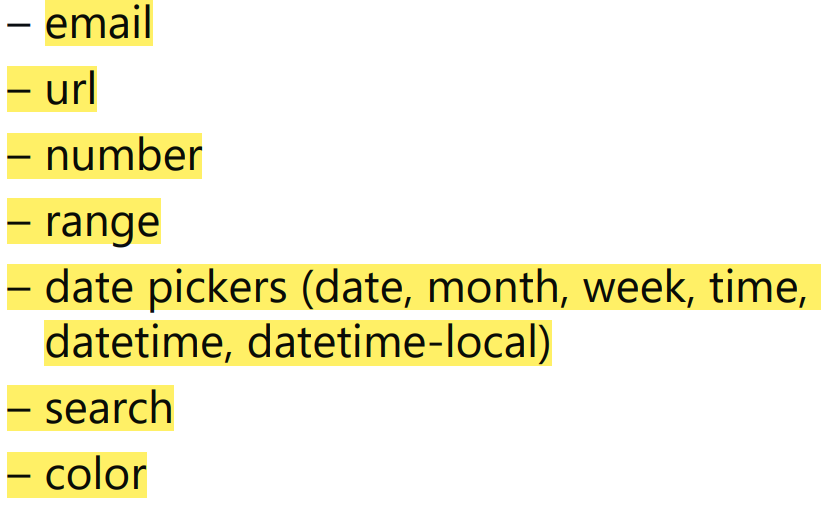 – email
– url
– number
– range
– date pickers (date, month, week, time,
datetime, datetime-local)
– search
– color